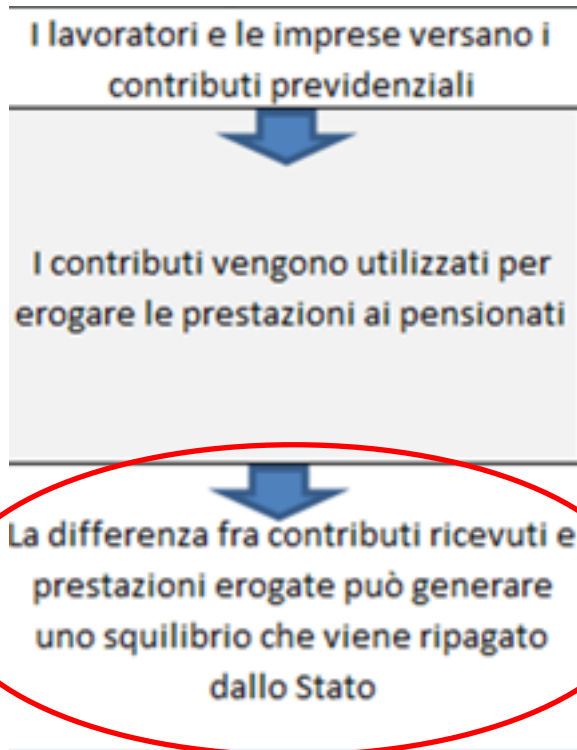 I lavoratori e le imprese versano i
contributi previdenziali
I contributi vengono utilizzati per
erogare le prestazioni ai pensionati
La differenza fra contributi ricevuti e
prestazioni erogate può generare
uno squilibrio che viene ripagato
dallo Stato